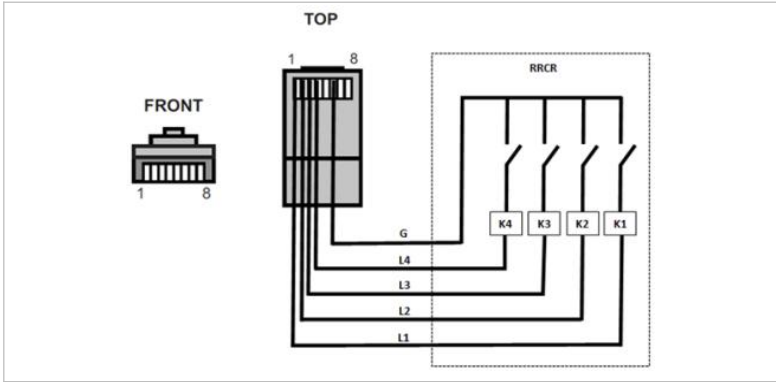 TOP
1 8
RRCR
FRONT
1 8
K4 K3 K2 K1
G
L4
L3
L2
L1